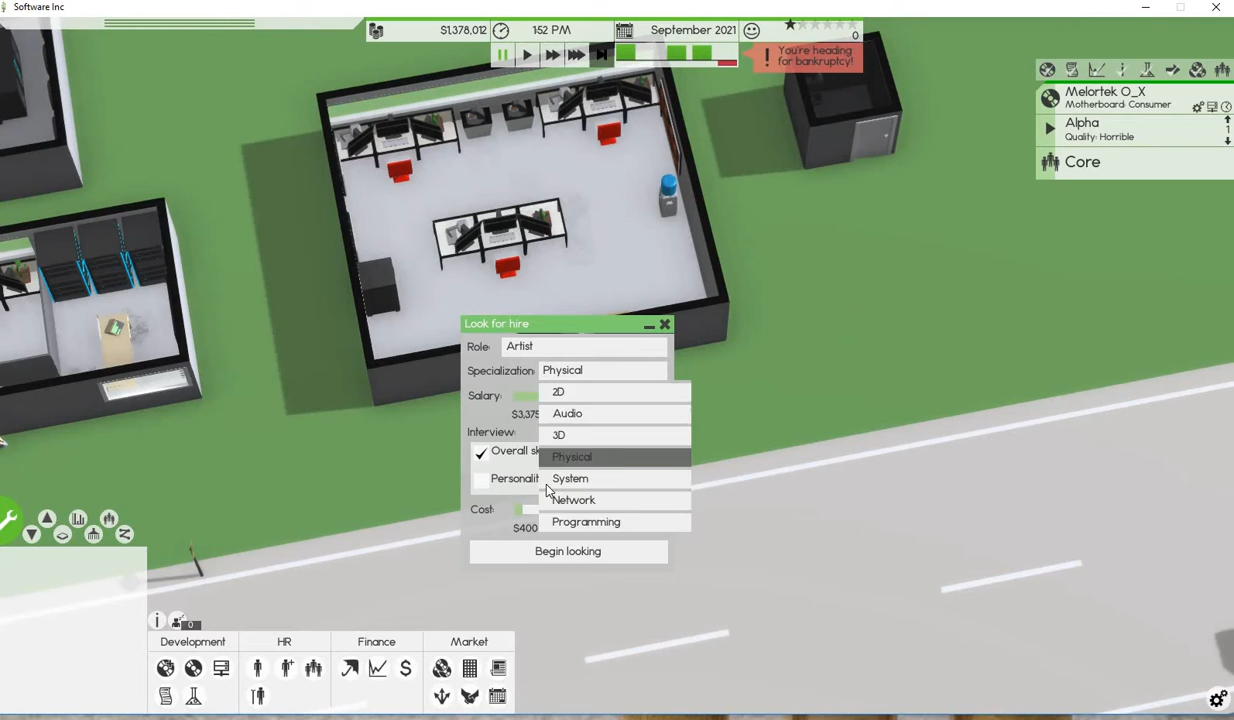 Software Inc
$1,378,012
1:52 PM
September 2021
0
You're heading
for bankruptcy!
Melortek O_X
Motherboard: Consumer
Alpha
Quality: Horrible
1
Core
Look for hire
Role:
Artist
Specialization:
Physical
2D
Audio
3D
Physical
System
Network
Programming
Salary:
$3,375
Interview:
Overall sk
Personalit
Cost:
$400
Begin looking
0
Development
HR
Finance
Market